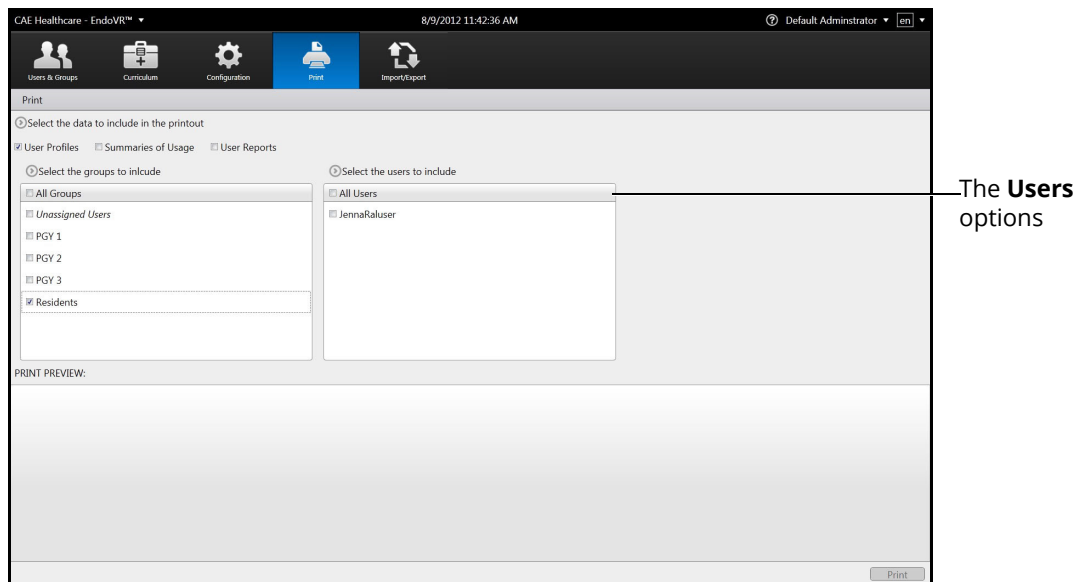 CAE Healthcare - EndoVR™ 8/9/2012 11:42:36 AM ? Default Adminstrator en
Users & Groups Curriculum Configuration Print Import/Export
Print
Select the data to include in the printout
User Profiles Summaries of Usage User Reports
Select the groups to inlcude Select the users to include
All Groups All Users
Unassigned Users JennaRaluser
PGY 1
PGY 2
PGY 3
Residents
PRINT PREVIEW:
Print
The Users
options